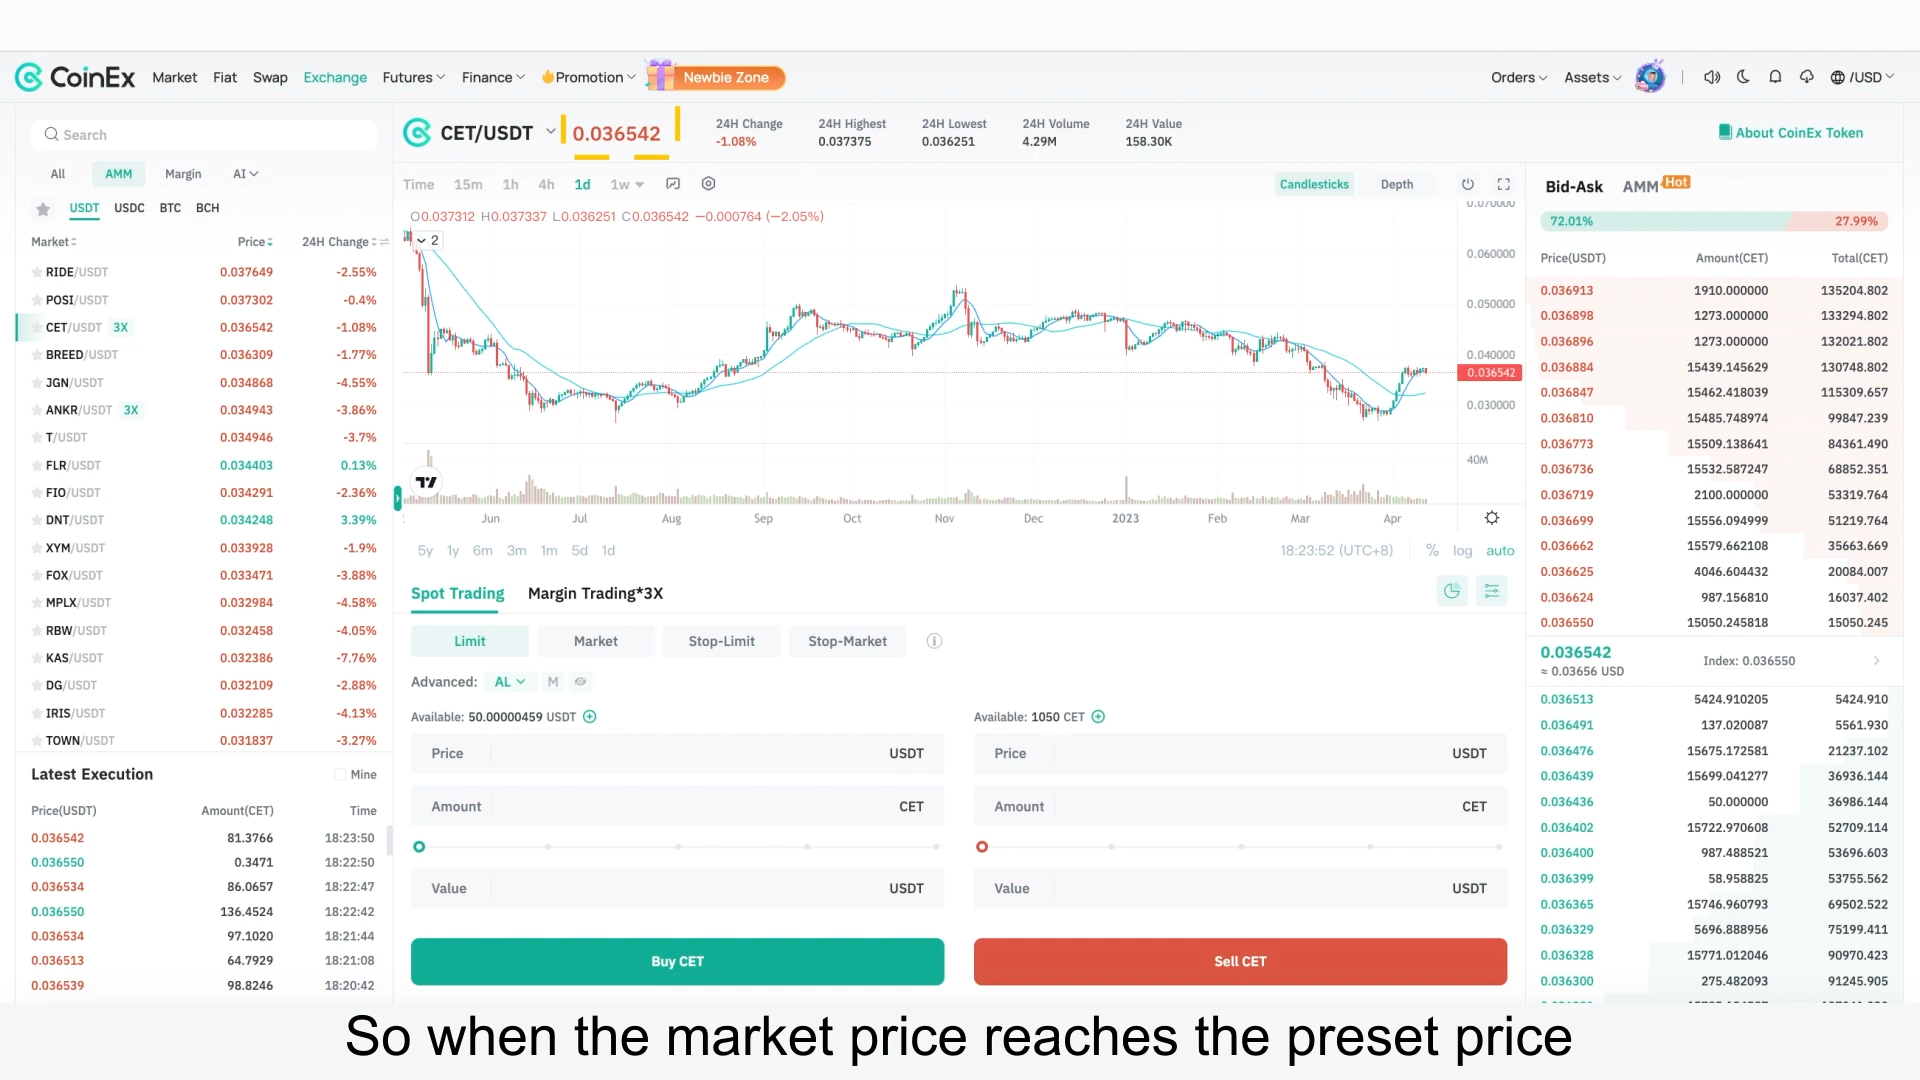 CoinEx Market Fiat Swap Exchange Futures Finance Promotion Newbie Zone Orders Assets /USD
Search
All AMM Margin AI
USDT USDC BTC BCH
Market Price 24H Change
RIDE/USDT 0.037649 -2.55%
POSI/USDT 0.037302 -0.4%
CET/USDT 3X 0.036542 -1.08%
BREED/USDT 0.036309 -1.77%
JGN/USDT 0.034868 -4.55%
ANKR/USDT 3X 0.034943 -3.86%
T/USDT 0.034946 -3.7%
FLR/USDT 0.034403 0.13%
FIO/USDT 0.034291 -2.36%
DNT/USDT 0.034248 3.39%
XYM/USDT 0.033928 -1.9%
FOX/USDT 0.033471 -3.88%
MPLX/USDT 0.032984 -4.58%
RBW/USDT 0.032458 -4.05%
KAS/USDT 0.032386 -7.76%
DG/USDT 0.032109 -2.88%
IRIS/USDT 0.032285 -4.13%
TOWN/USDT 0.031837 -3.27%
Latest Execution Mine
Price(USDT) Amount(CET) Time
0.036542 81.3766 18:23:50
0.036550 0.3471 18:22:50
0.036534 86.0657 18:22:47
0.036550 136.4524 18:22:42
0.036534 97.1020 18:21:44
0.036513 64.7929 18:21:08
0.036539 98.8246 18:20:42
CET/USDT 0.036542
24H Change 24H Highest 24H Lowest 24H Volume 24H Value
-1.08% 0.037375 0.036251 4.29M 158.30K
About CoinEx Token
Time 15m 1h 4h 1d 1w Candlesticks Depth
O0.037312 H0.037337 L0.036251 C0.036542 −0.000764 (−2.05%)
2
0.070000
0.060000
0.050000
0.040000
0.036542
0.030000
40M
Jun Jul Aug Sep Oct Nov Dec 2023 Feb Mar Apr
5y 1y 6m 3m 1m 5d 1d 18:23:52 (UTC+8) % log auto
Spot Trading Margin Trading*3X
Limit Market Stop-Limit Stop-Market
Advanced: AL M
Available: 50.00000459 USDT
Price USDT
Amount CET
Value USDT
Buy CET
Available: 1050 CET
Price USDT
Amount CET
Value USDT
Sell CET
Bid-Ask AMM Hot
72.01% 27.99%
Price(USDT) Amount(CET) Total(CET)
0.036913 1910.000000 135204.802
0.036898 1273.000000 133294.802
0.036896 1273.000000 132021.802
0.036884 15439.145629 130748.802
0.036847 15462.418039 115309.657
0.036810 15485.748974 99847.239
0.036773 15509.138641 84361.490
0.036736 15532.587247 68852.351
0.036719 2100.000000 53319.764
0.036699 15556.094999 51219.764
0.036662 15579.662108 35663.669
0.036625 4046.604432 20084.007
0.036624 987.156810 16037.402
0.036550 15050.245818 15050.245
0.036542
≈ 0.03656 USD
Index: 0.036550
0.036513 5424.910205 5424.910
0.036491 137.020087 5561.930
0.036476 15675.172581 21237.102
0.036439 15699.041277 36936.144
0.036436 50.000000 36986.144
0.036402 15722.970608 52709.114
0.036400 987.488521 53696.603
0.036399 58.958825 53755.562
0.036365 15746.960793 69502.522
0.036329 5696.888956 75199.411
0.036328 15771.012046 90970.423
0.036300 275.482093 91245.905
So when the market price reaches the preset price